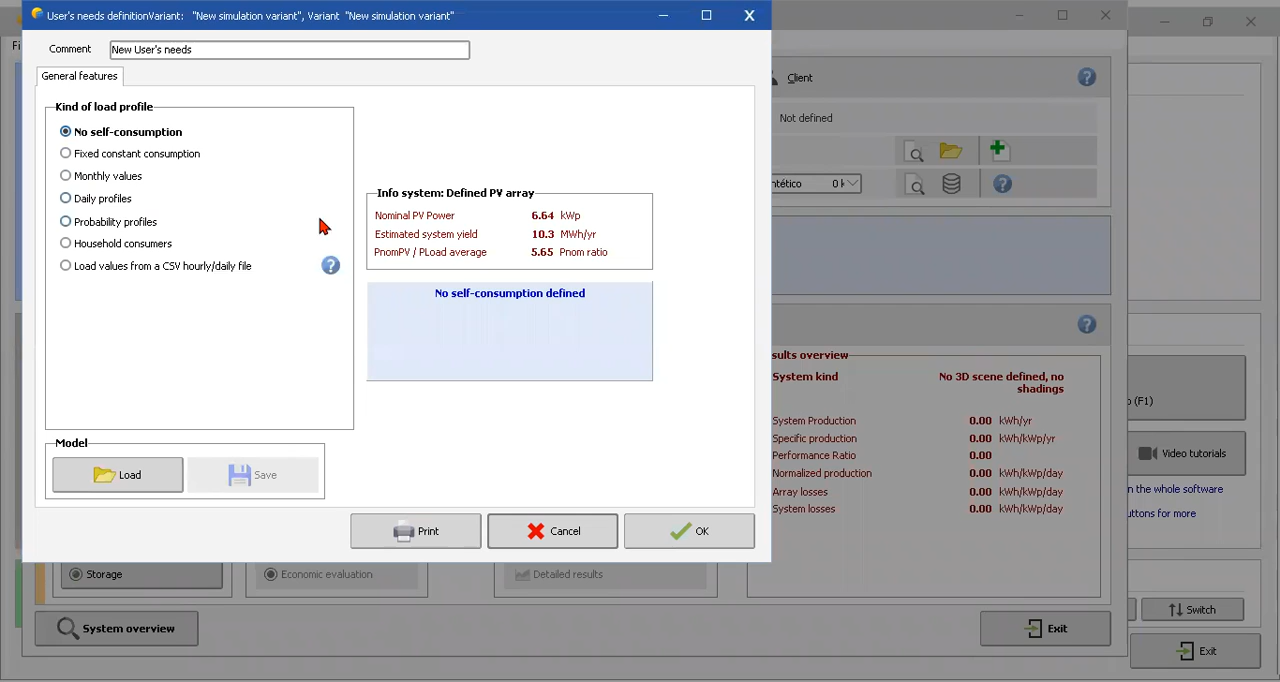 User's needs definitionVariant: "New simulation variant", Variant "New simulation variant"
Comment New User's needs
General features
Kind of load profile
No self-consumption
Fixed constant consumption
Monthly values
Daily profiles
Probability profiles
Household consumers
Load values from a CSV hourly/daily file
?
Info system: Defined PV array
Nominal PV Power 6.64 kWp
Estimated system yield 10.3 MWh/yr
PnomPV / PLoad average 5.65 Pnom ratio
No self-consumption defined
Model
Load
Save
Print
Cancel
OK
Client
?
Not defined
ntético 0 k
?
?
sults overview
System kind No 3D scene defined, no
shadings
System Production 0.00 kWh/yr
Specific production 0.00 kWh/kWp/yr
Performance Ratio 0.00
Normalized production 0.00 kWh/kWp/day
Array losses 0.00 kWh/kWp/day
System losses 0.00 kWh/kWp/day
Storage
Economic evaluation
Detailed results
System overview
Exit
(F1)
Video tutorials
n the whole software
uttons for more
Switch
Exit